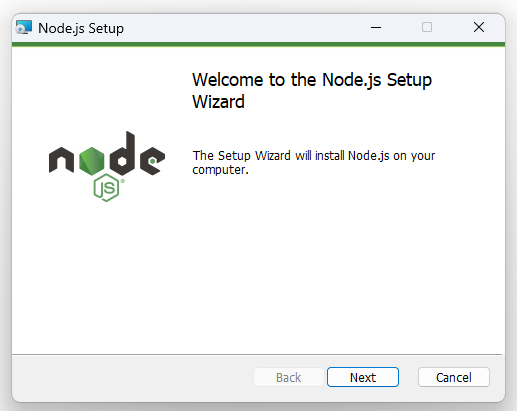 Node.js Setup
Welcome to the Node.js Setup
Wizard
node
JS®
The Setup Wizard will install Node.js on your
computer.
Back
Next
Cancel